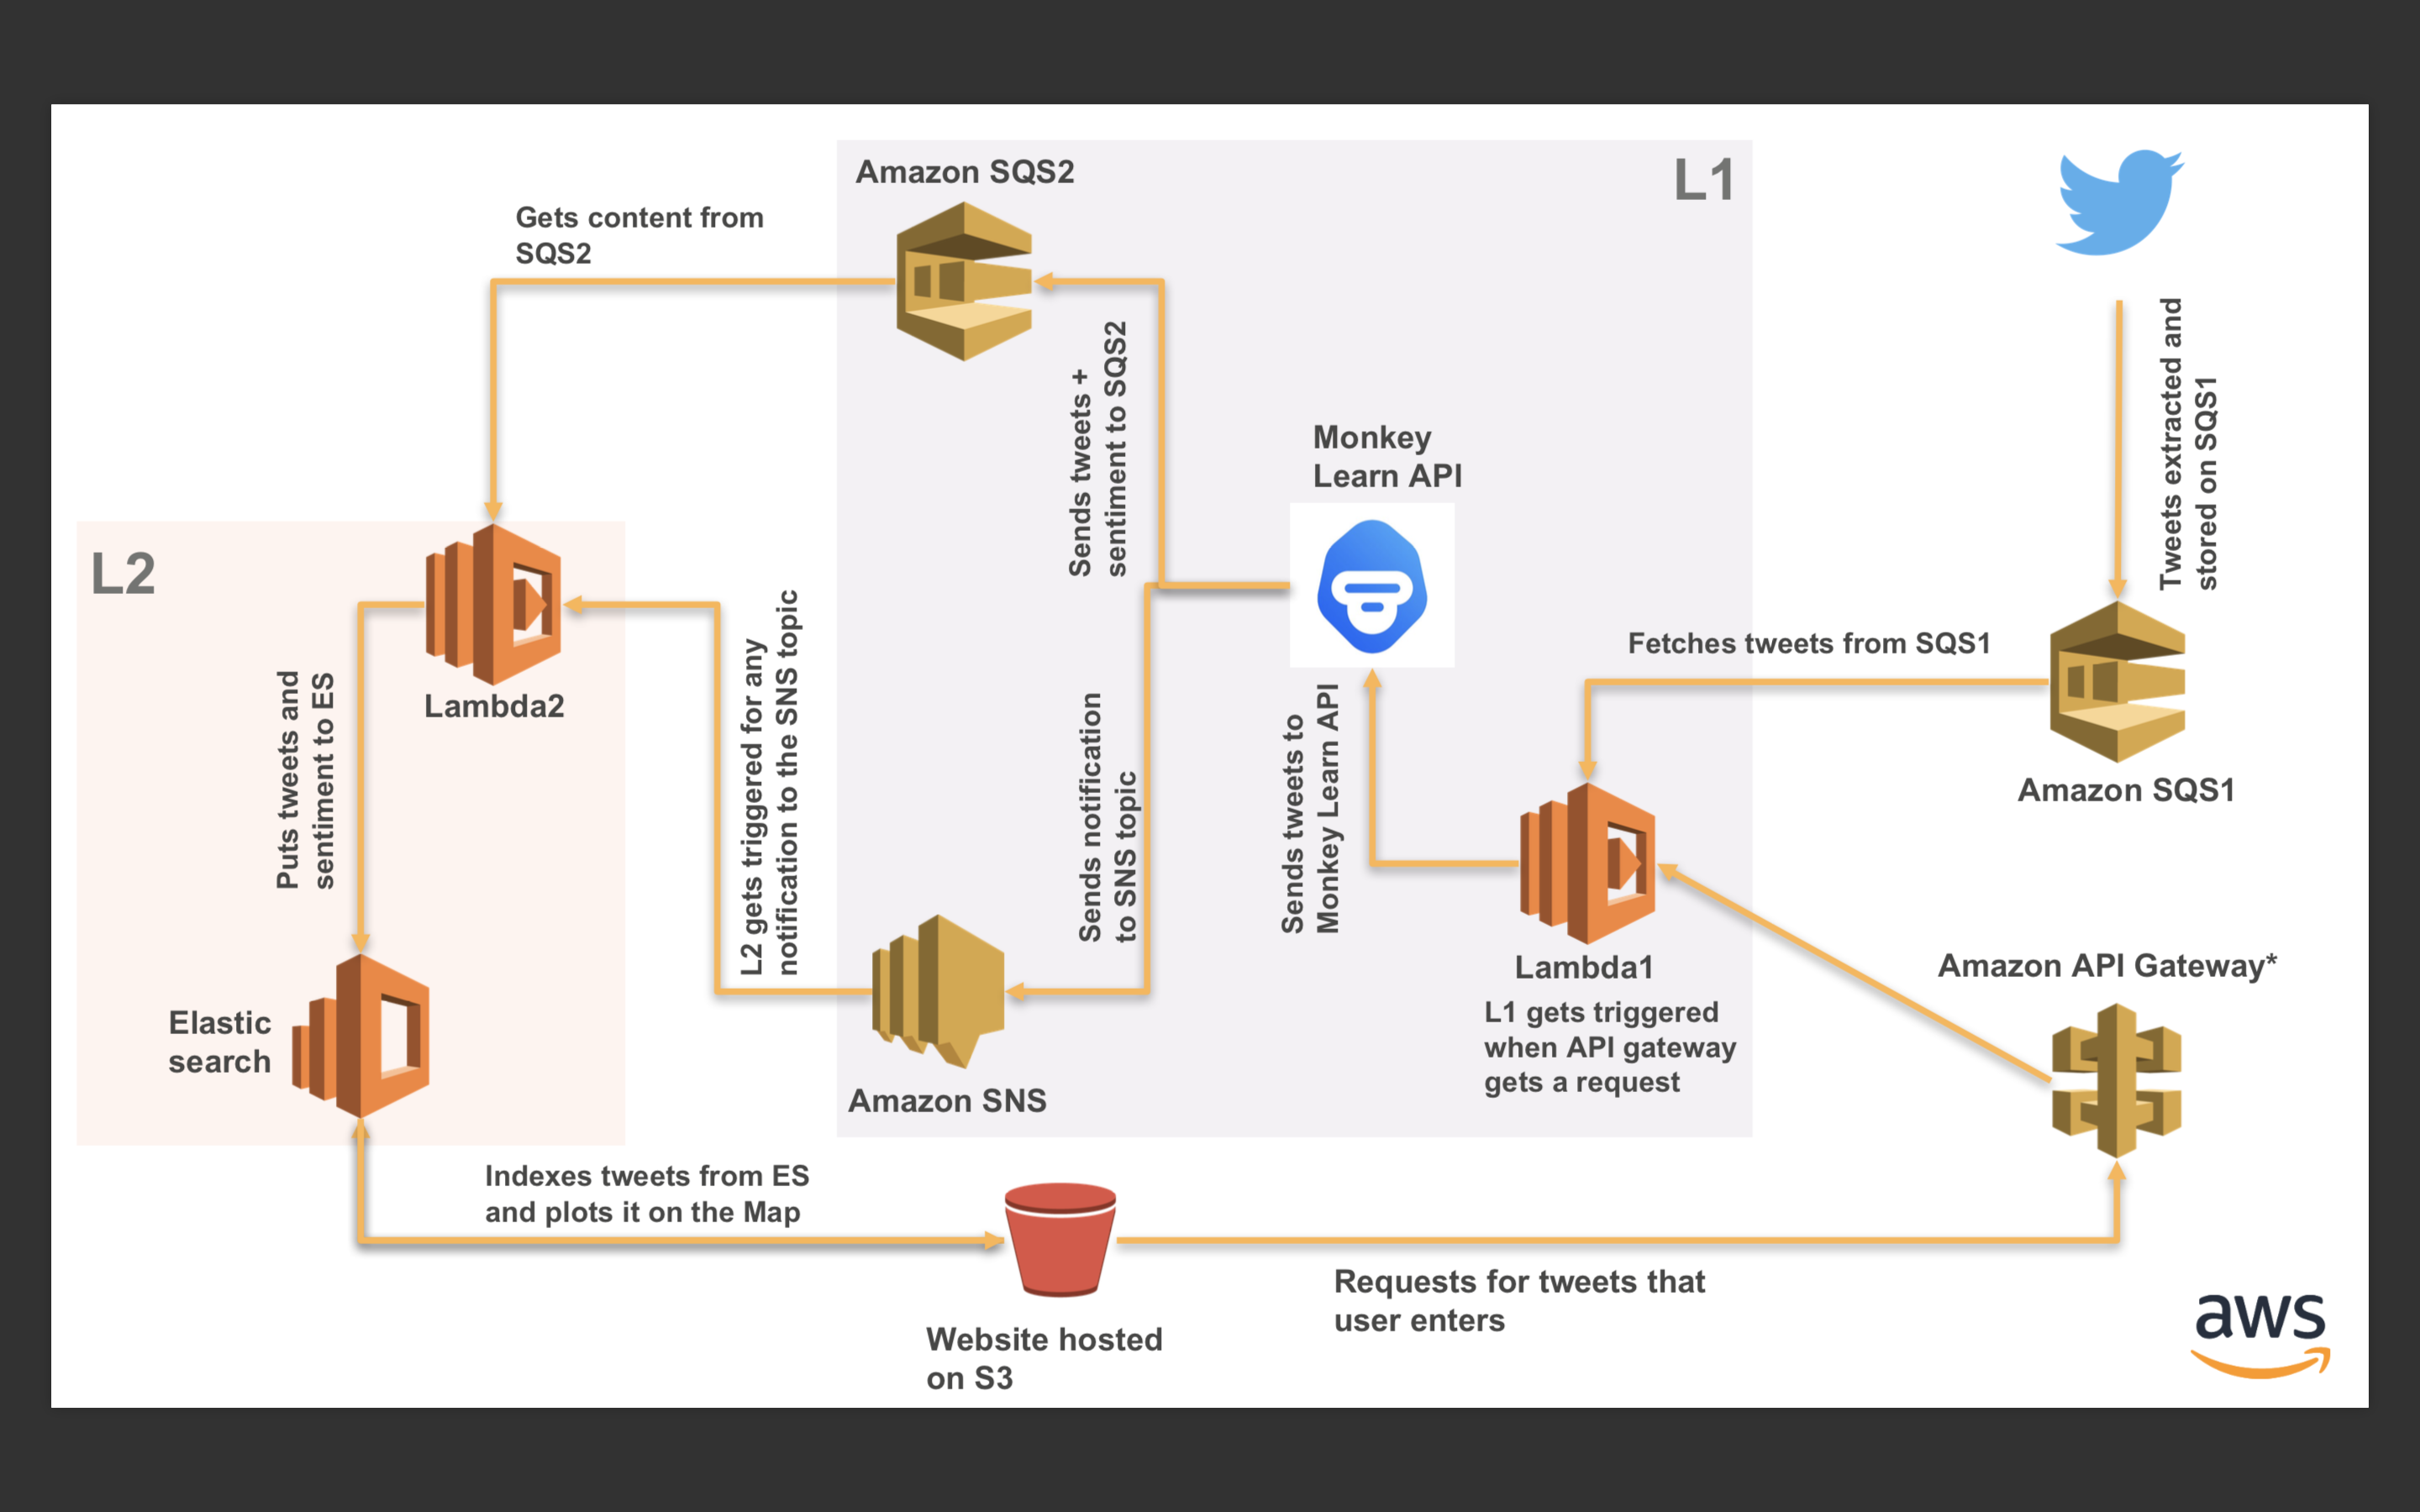 Amazon SQS2
L1
Gets content from
SQS2
Sends tweets +
sentiment to SQS2
Tweets extracted and
stored on SQS1
Monkey
Learn API
L2
Fetches tweets from SQS1
Lambda2
L2 gets triggered for any
notification to the SNS topic
Puts tweets and
sentiment to ES
Sends notification
to SNS topic
Sends tweets to
Monkey Learn API
Amazon SQS1
Lambda1
L1 gets triggered
when API gateway
gets a request
Amazon API Gateway*
Elastic
search
Amazon SNS
Indexes tweets from ES
and plots it on the Map
Requests for tweets that
user enters
Website hosted
on S3
aws